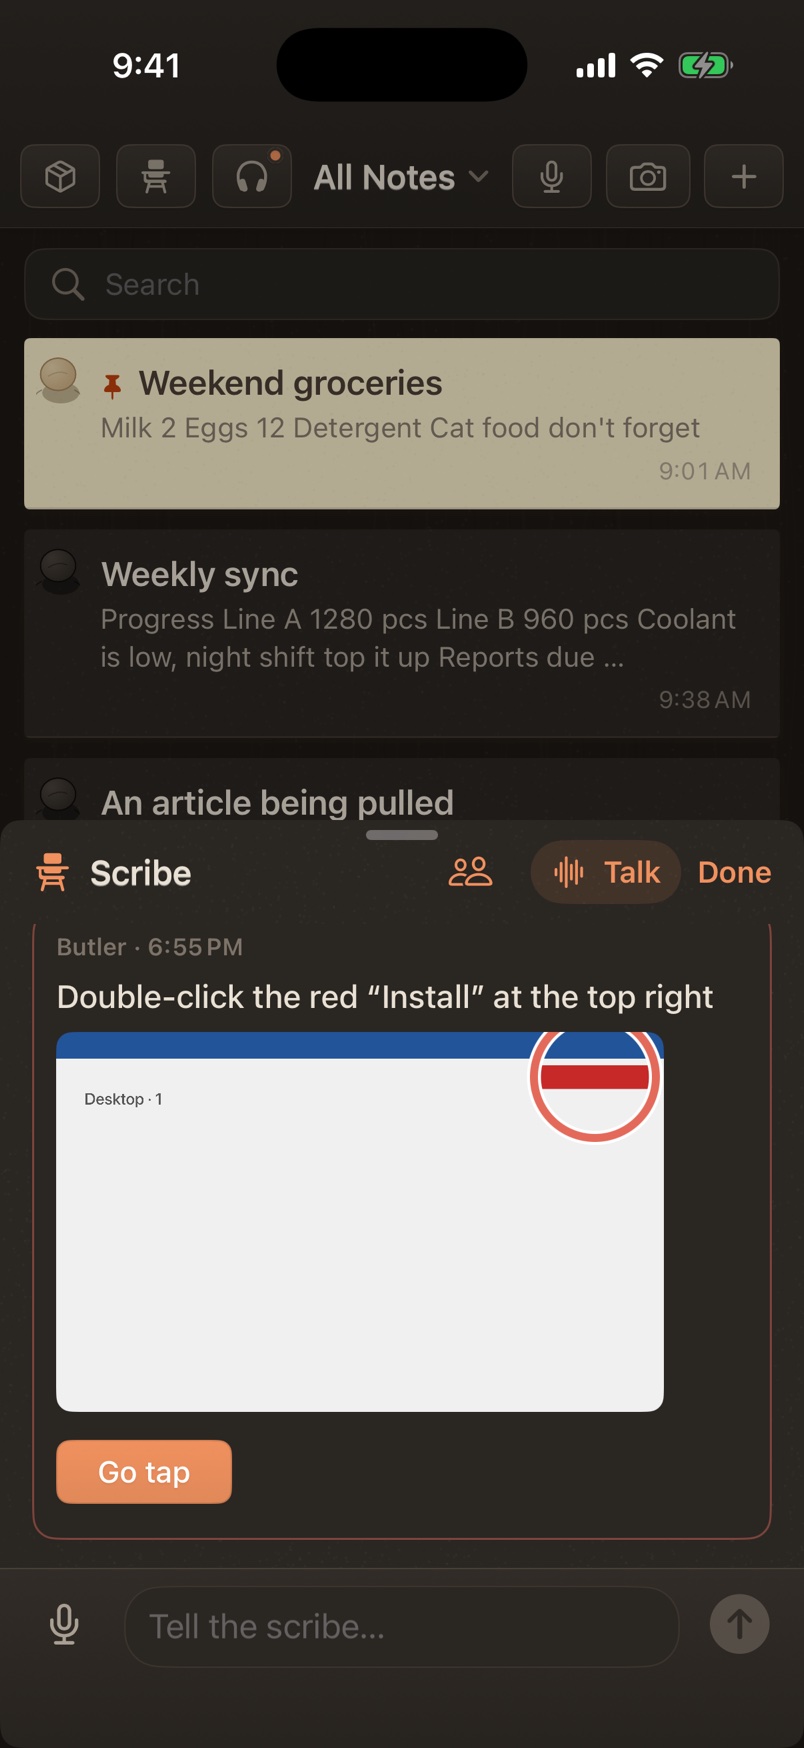 9:41
All Notes
Search
Weekend groceries
Milk 2 Eggs 12 Detergent Cat food don't forget
9:01 AM
Weekly sync
Progress Line A 1280 pcs Line B 960 pcs Coolant
is low, night shift top it up Reports due ...
9:38 AM
An article being pulled
Scribe
Talk
Done
Butler · 6:55 PM
Double-click the red “Install” at the top right
Desktop · 1
Go tap
Tell the scribe...